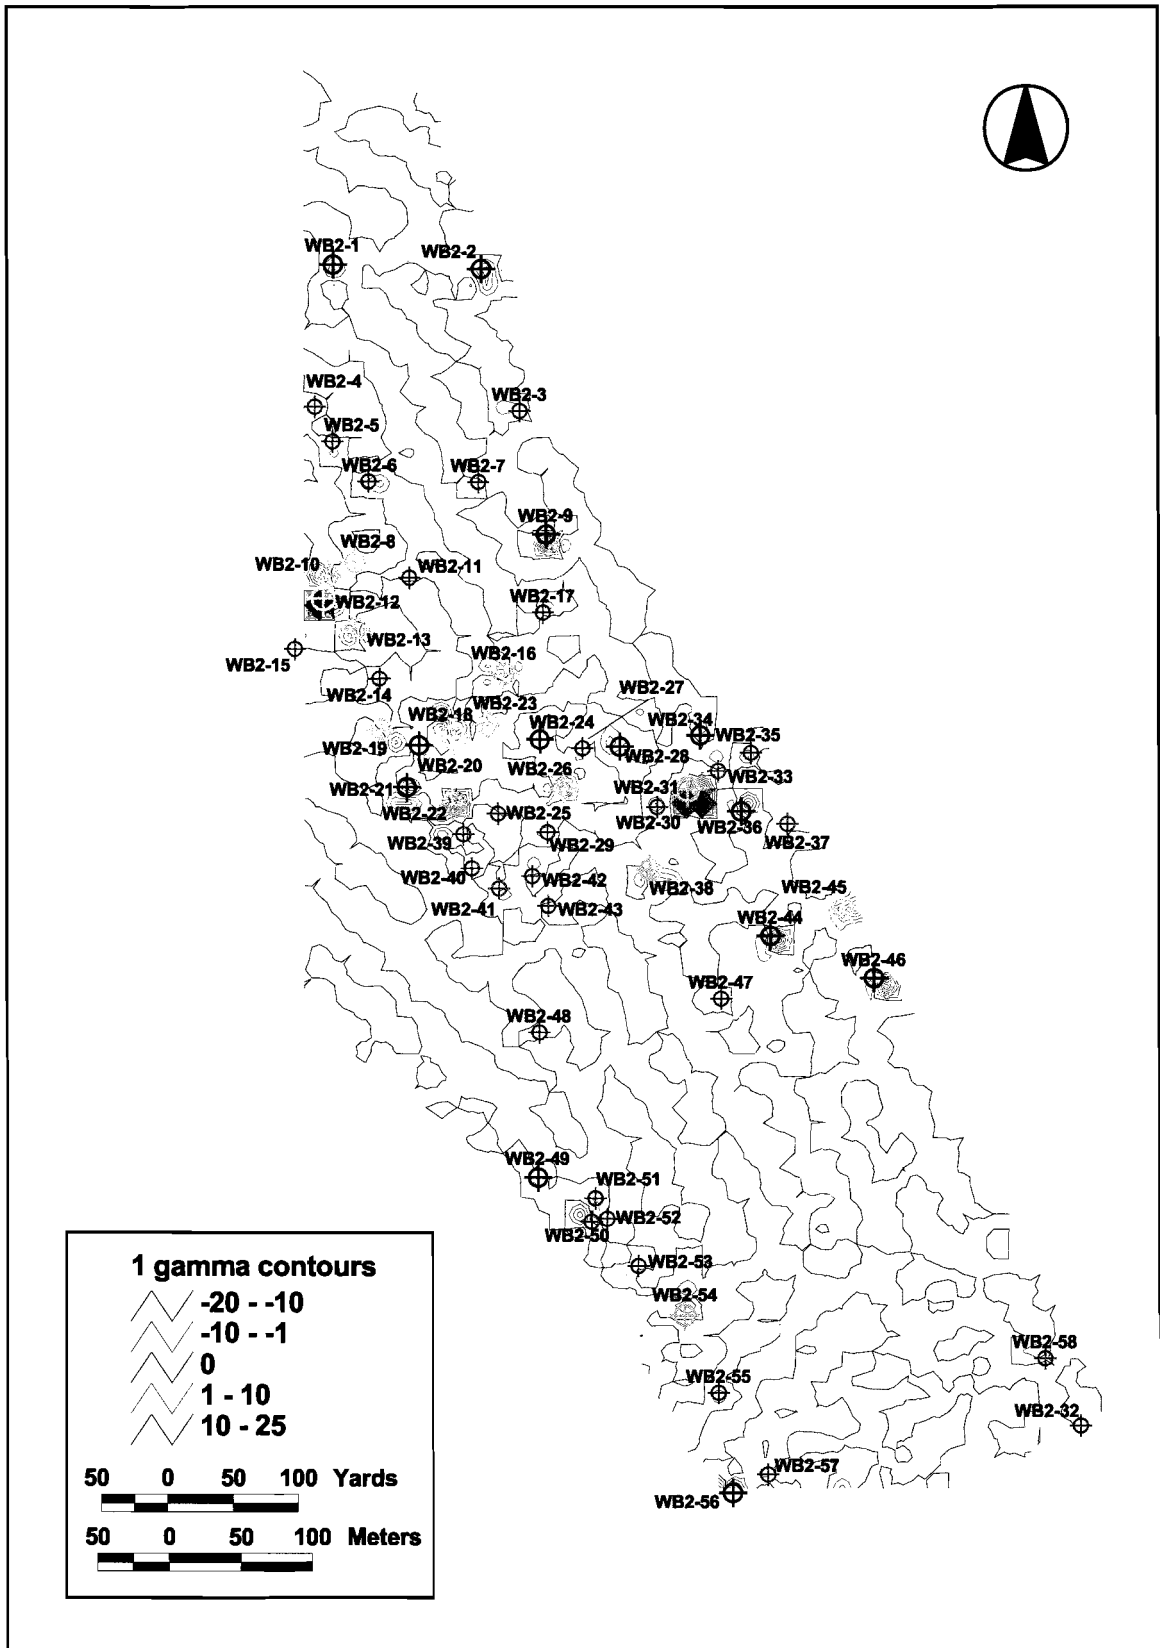 WB2-1
WB2-2
WB2-4
WB2-3
WB2-5
WB2-6
WB2-7
WB2-9
WB2-8
WB2-10
WB2-11
WB2-12
WB2-17
WB2-13
WB2-16
WB2-15
WB2-14
WB2-27
WB2-23
WB2-18
WB2-24
WB2-34
WB2-35
WB2-19
WB2-28
WB2-20
WB2-26
WB2-33
WB2-21
WB2-31
WB2-22
WB2-25
WB2-30
WB2-36
WB2-39
WB2-29
WB2-37
WB2-40
WB2-42
WB2-38
WB2-45
WB2-41
WB2-43
WB2-44
WB2-46
WB2-47
WB2-48
WB2-49
WB2-51
WB2-52
WB2-50
WB2-53
WB2-54
WB2-58
WB2-55
WB2-32
WB2-57
WB2-56
1 gamma contours
-20 - -10
-10 - -1
0
1 - 10
10 - 25
50 0 50 100 Yards
50 0 50 100 Meters